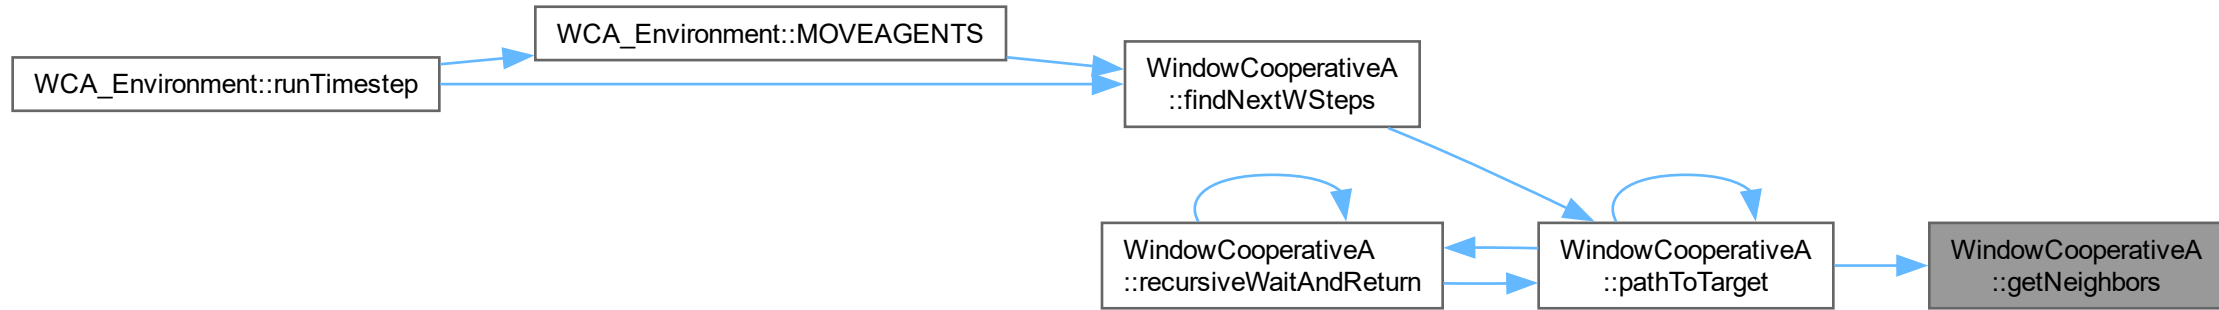 WCA_Environment::MOVEAGENTS
WCA_Environment::runTimestep
WindowCooperativeA
::findNextWSteps
WindowCooperativeA
::recursiveWaitAndReturn
WindowCooperativeA
::pathToTarget
WindowCooperativeA
::getNeighbors